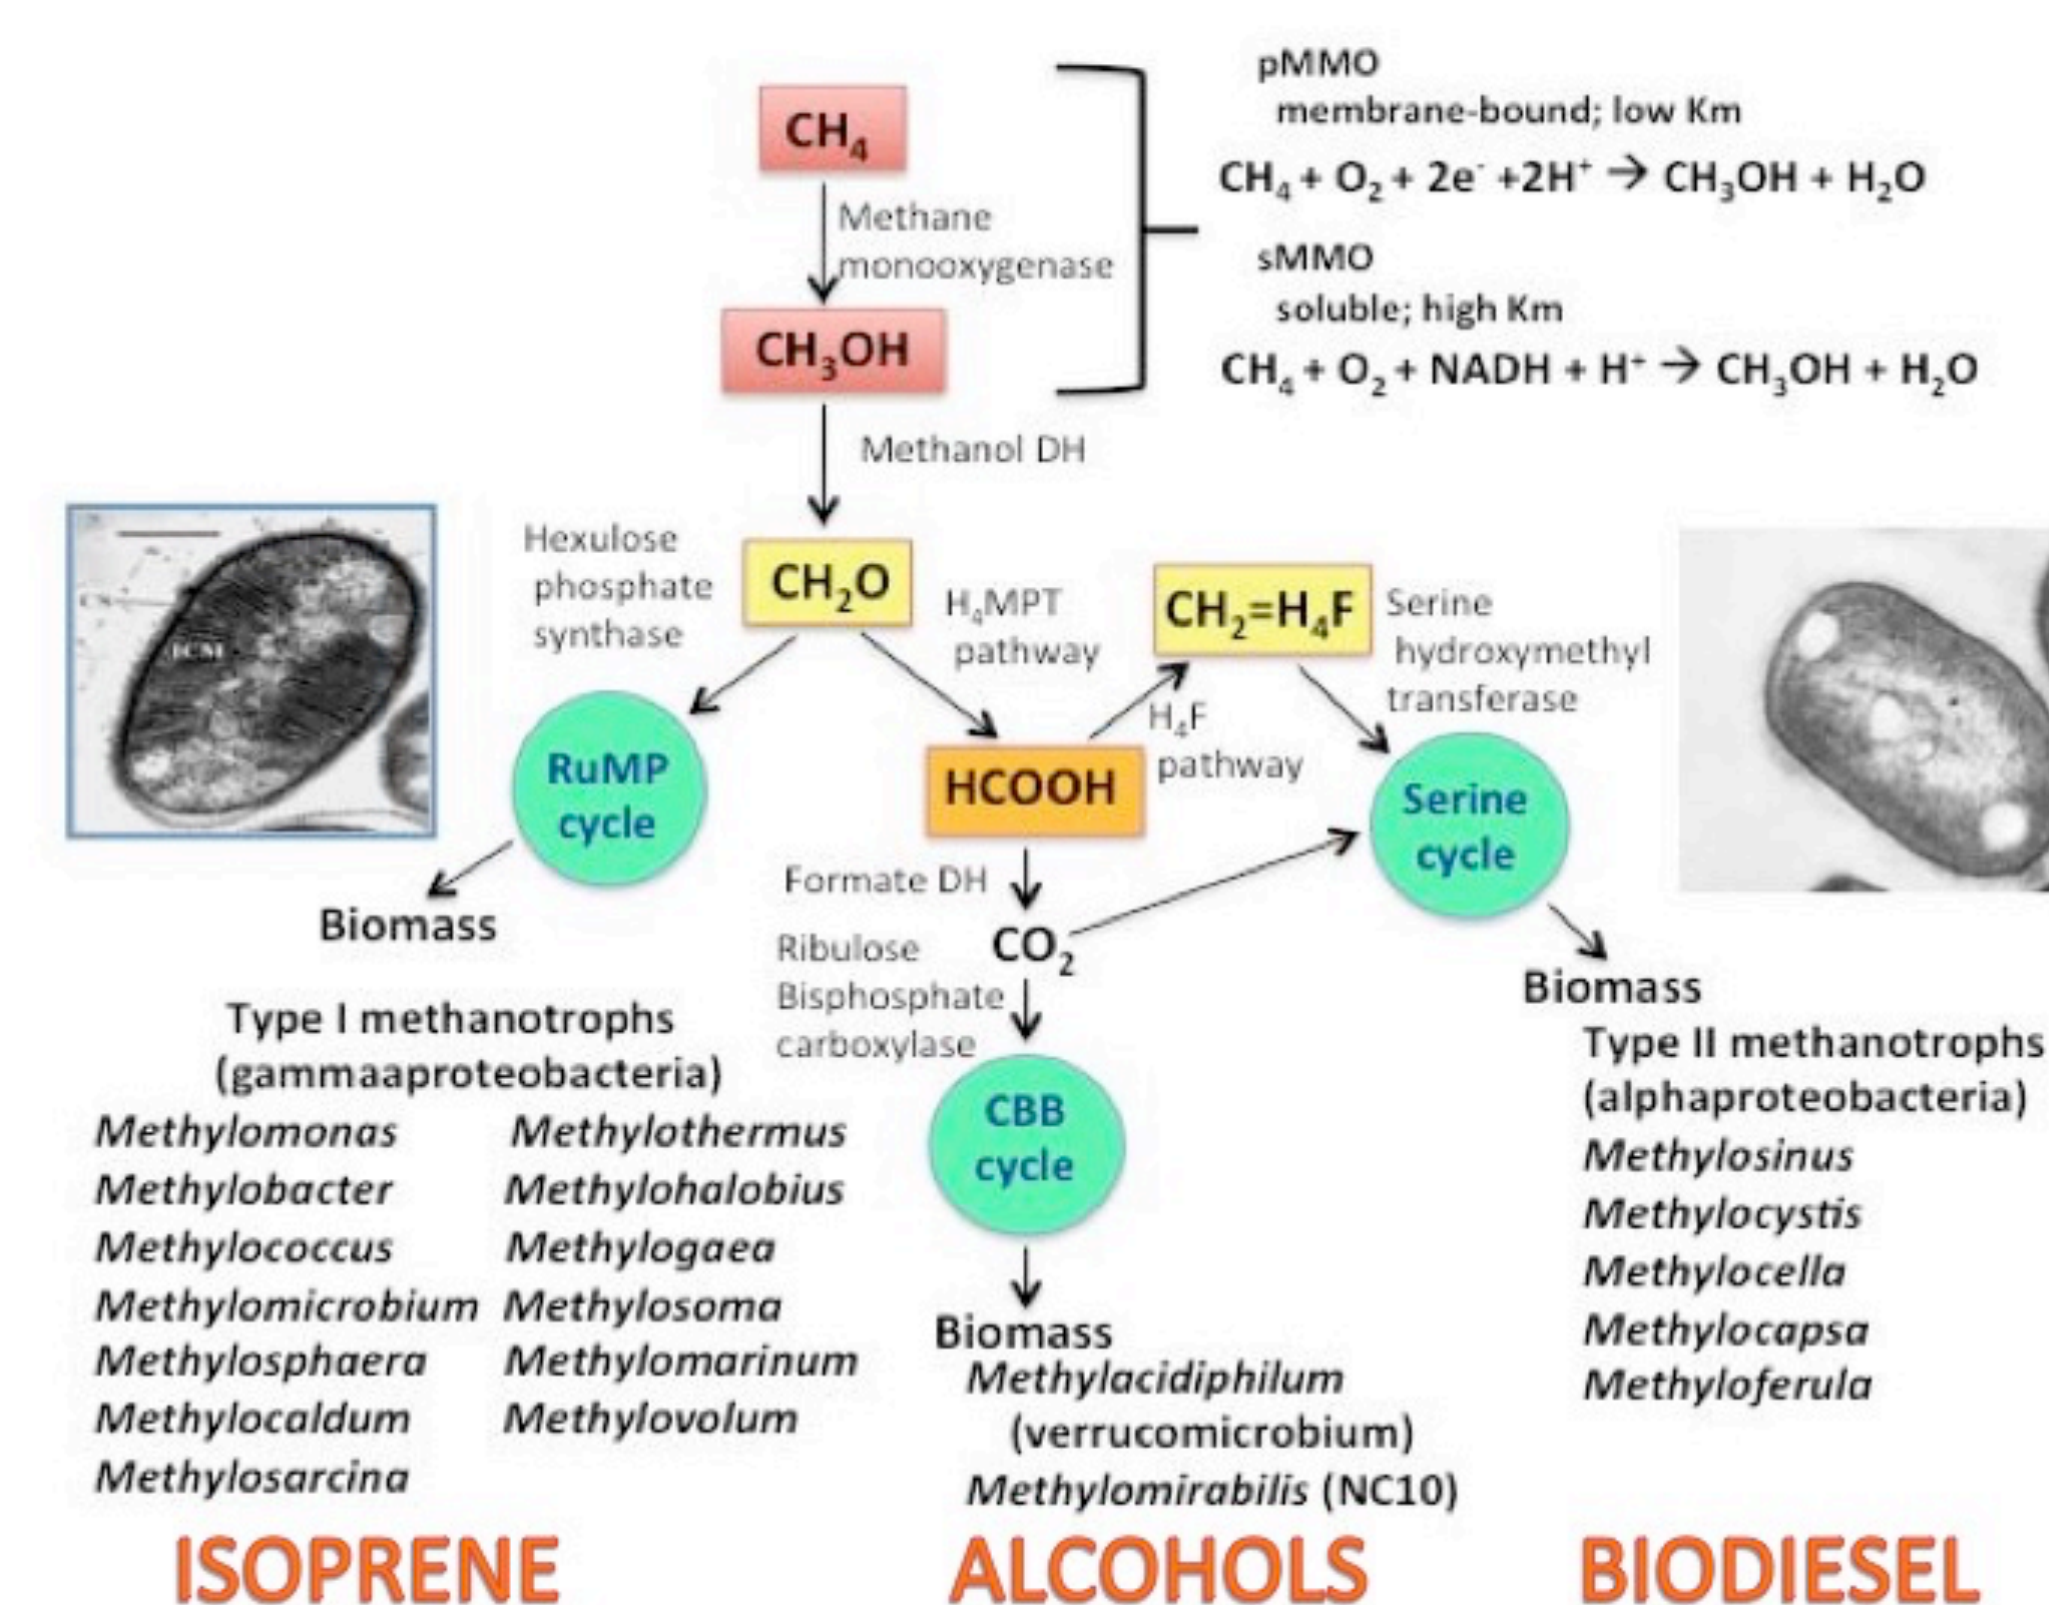 CH₄
Methane
monooxygenase
CH₃OH
pMMO
membrane-bound; low Km
CH₄ + O₂ + 2e⁻ +2H⁺ → CH₃OH + H₂O
sMMO
soluble; high Km
CH₄ + O₂ + NADH + H⁺ → CH₃OH + H₂O
Methanol DH
Hexulose
phosphate
synthase
CH₂O
H₄MPT
pathway
CH₂=H₄F
Serine
hydroxymethyl
transferase
H₄F
pathway
RuMP
cycle
HCOOH
Serine
cycle
Formate DH
CO₂
Ribulose
Bisphosphate
carboxylase
CBB
cycle
Biomass
Type I methanotrophs
(gammaaproteobacteria)
Methylomonas
Methylobacter
Methylococcus
Methylomicrobium
Methylosphaera
Methylocaldum
Methylosarcina
Methylothermus
Methylohalobius
Methylogaea
Methylosoma
Methylomarinum
Methylovolum
Biomass
Methylacidiphilum
(verrucomicrobium)
Methylomirabilis (NC10)
Biomass
Type II methanotrophs
(alphaproteobacteria)
Methylosinus
Methylocystis
Methylocella
Methylocapsa
Methyloferula
ISOPRENE
ALCOHOLS
BIODIESEL